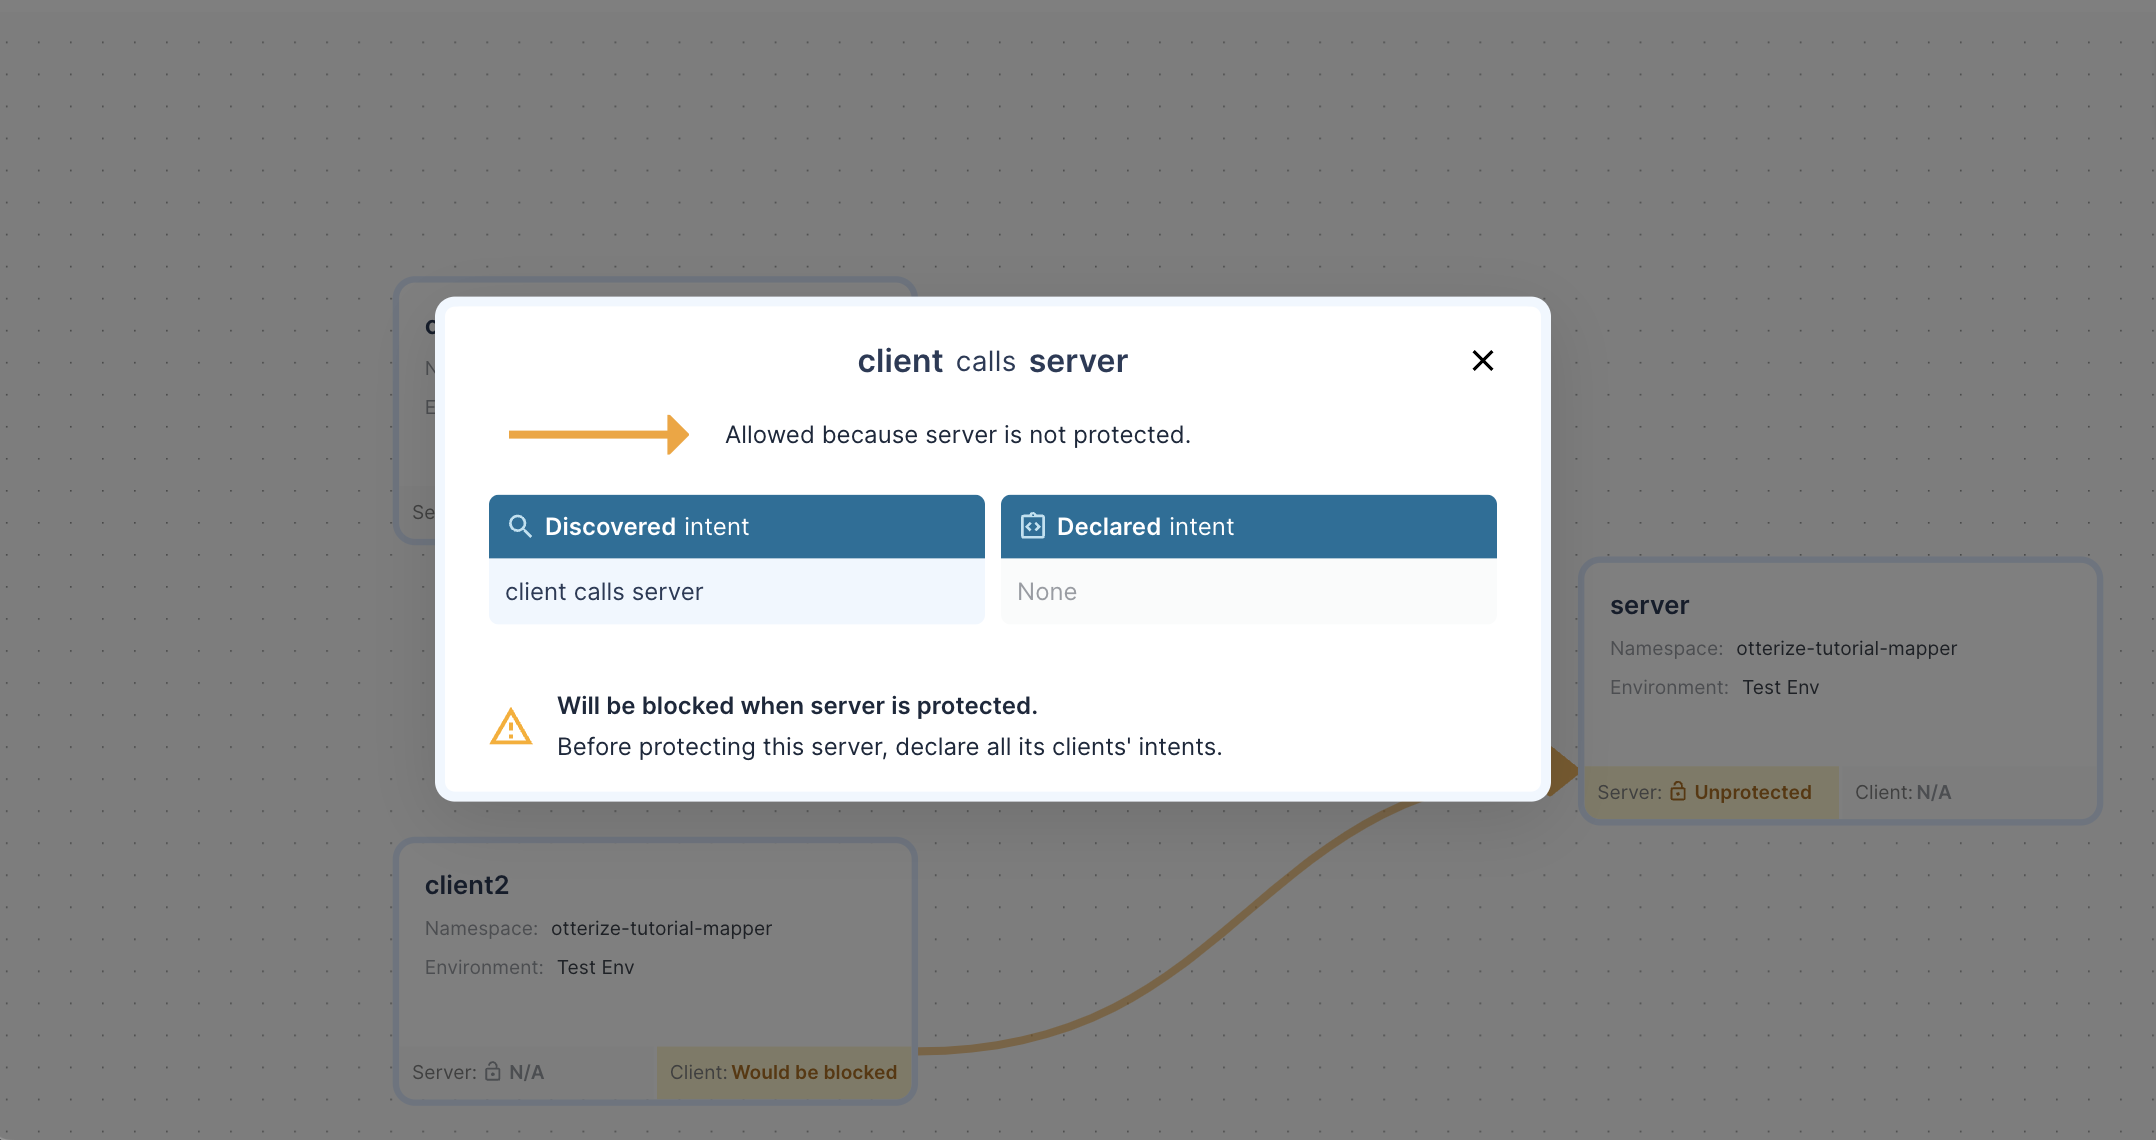 client calls server
Allowed because server is not protected.
Discovered intent
Declared intent
client calls server
None
Will be blocked when server is protected.
Before protecting this server, declare all its clients' intents.
server
Namespace: otterize-tutorial-mapper
Environment: Test Env
Server: Unprotected
Client: N/A
client2
Namespace: otterize-tutorial-mapper
Environment: Test Env
Server: N/A
Client: Would be blocked